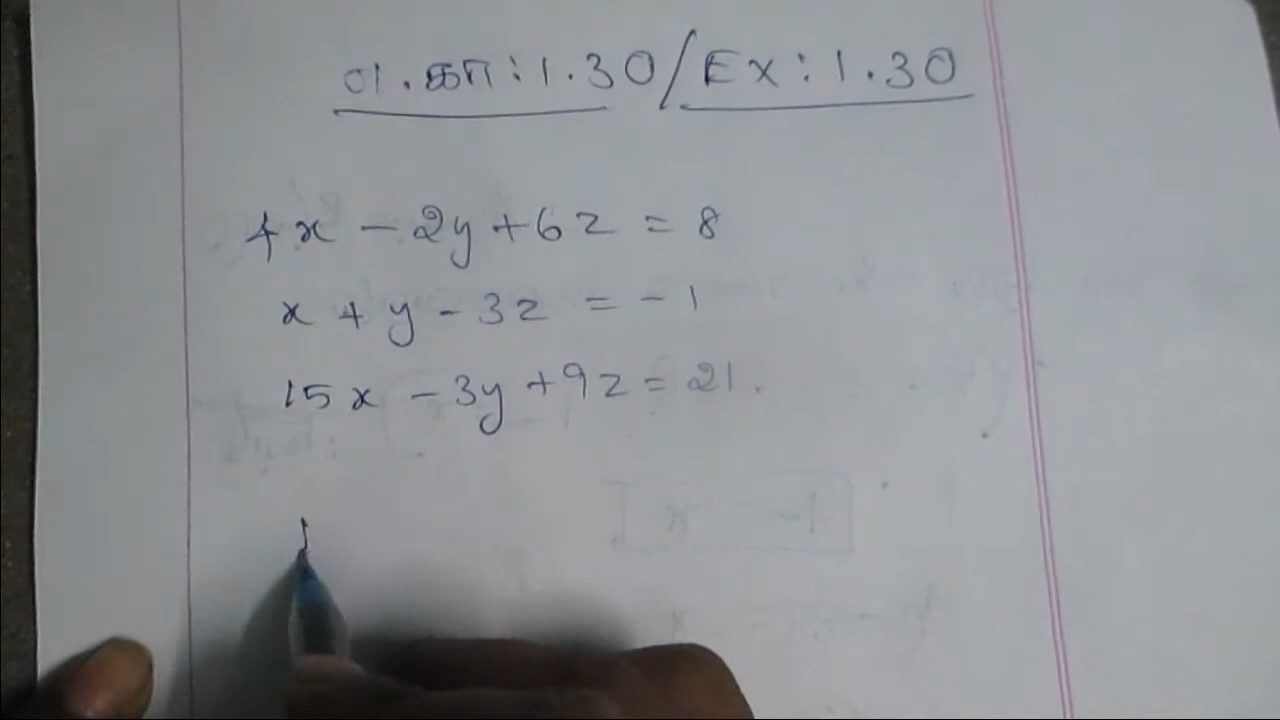 எ.கா : 1.30 / Ex : 1.30
4x - 2y + 6z = 8
x + y - 3z = -1
15x - 3y + 9z = 21.